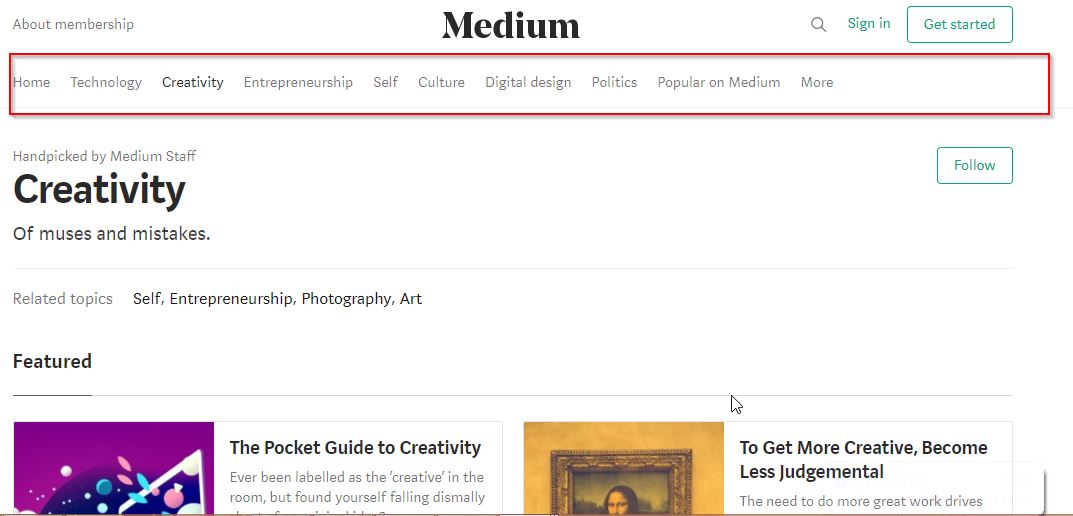 About membership Medium Sign in Get started
Home Technology Creativity Entrepreneurship Self Culture Digital design Politics Popular on Medium More
Handpicked by Medium Staff
Follow
Creativity
Of muses and mistakes.
Related topics Self, Entrepreneurship, Photography, Art
Featured
The Pocket Guide to Creativity
Ever been labelled as the 'creative' in the
room, but found yourself falling dismally
To Get More Creative, Become
Less Judgemental
The need to do more great work drives